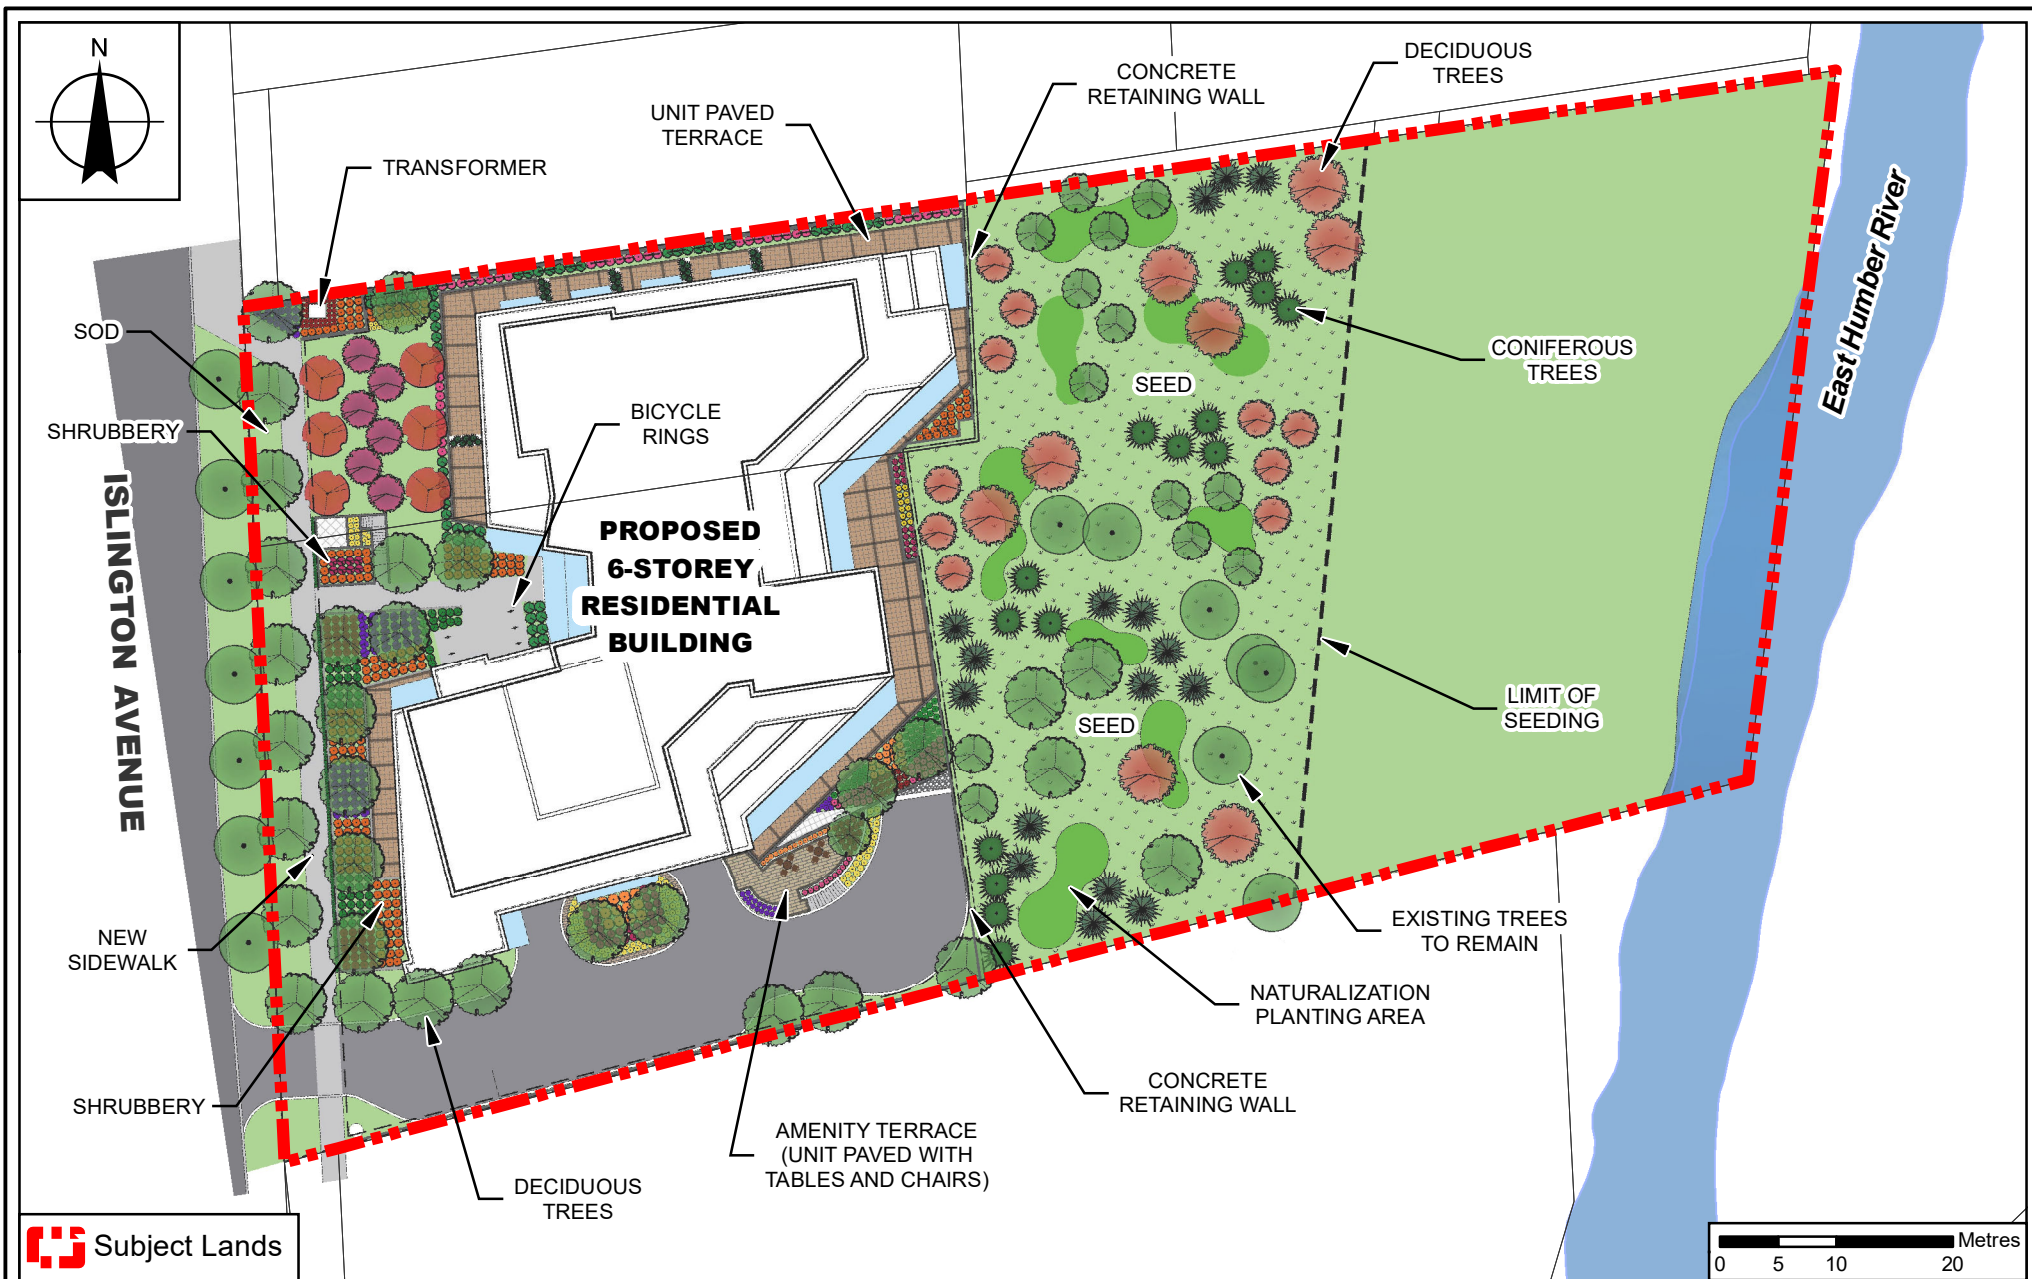 N
DECIDUOUS
TREES
CONCRETE
RETAINING WALL
UNIT PAVED
TERRACE
TRANSFORMER
East Humber River
SOD
CONIFEROUS
TREES
SEED
SHRUBBERY
BICYCLE
RINGS
ISLINGTON AVENUE
PROPOSED
6-STOREY
RESIDENTIAL
BUILDING
LIMIT OF
SEEDING
SEED
NEW
SIDEWALK
EXISTING TREES
TO REMAIN
NATURALIZATION
PLANTING AREA
SHRUBBERY
CONCRETE
RETAINING WALL
AMENITY TERRACE
(UNIT PAVED WITH
TABLES AND CHAIRS)
DECIDUOUS
TREES
Subject Lands
Metres
0 5 10 20